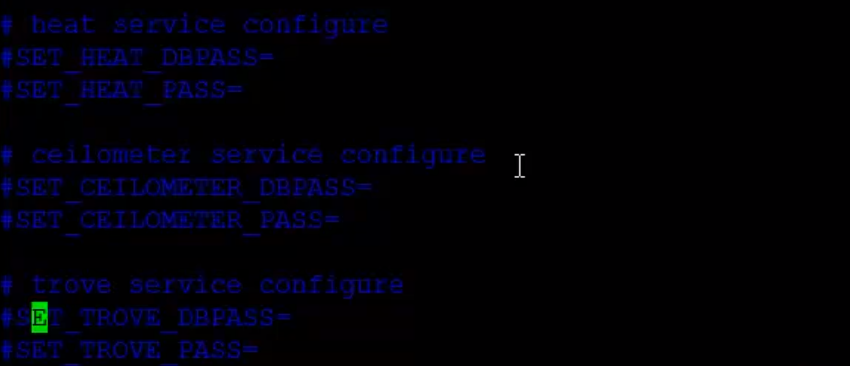 # heat service configure
#SET_HEAT_DBPASS=
#SET_HEAT_PASS=
# ceilometer service configure
#SET_CEILOMETER_DBPASS=
#SET_CEILOMETER_PASS=
# trove service configure
#SET_TROVE_DBPASS=
#SET_TROVE_PASS=